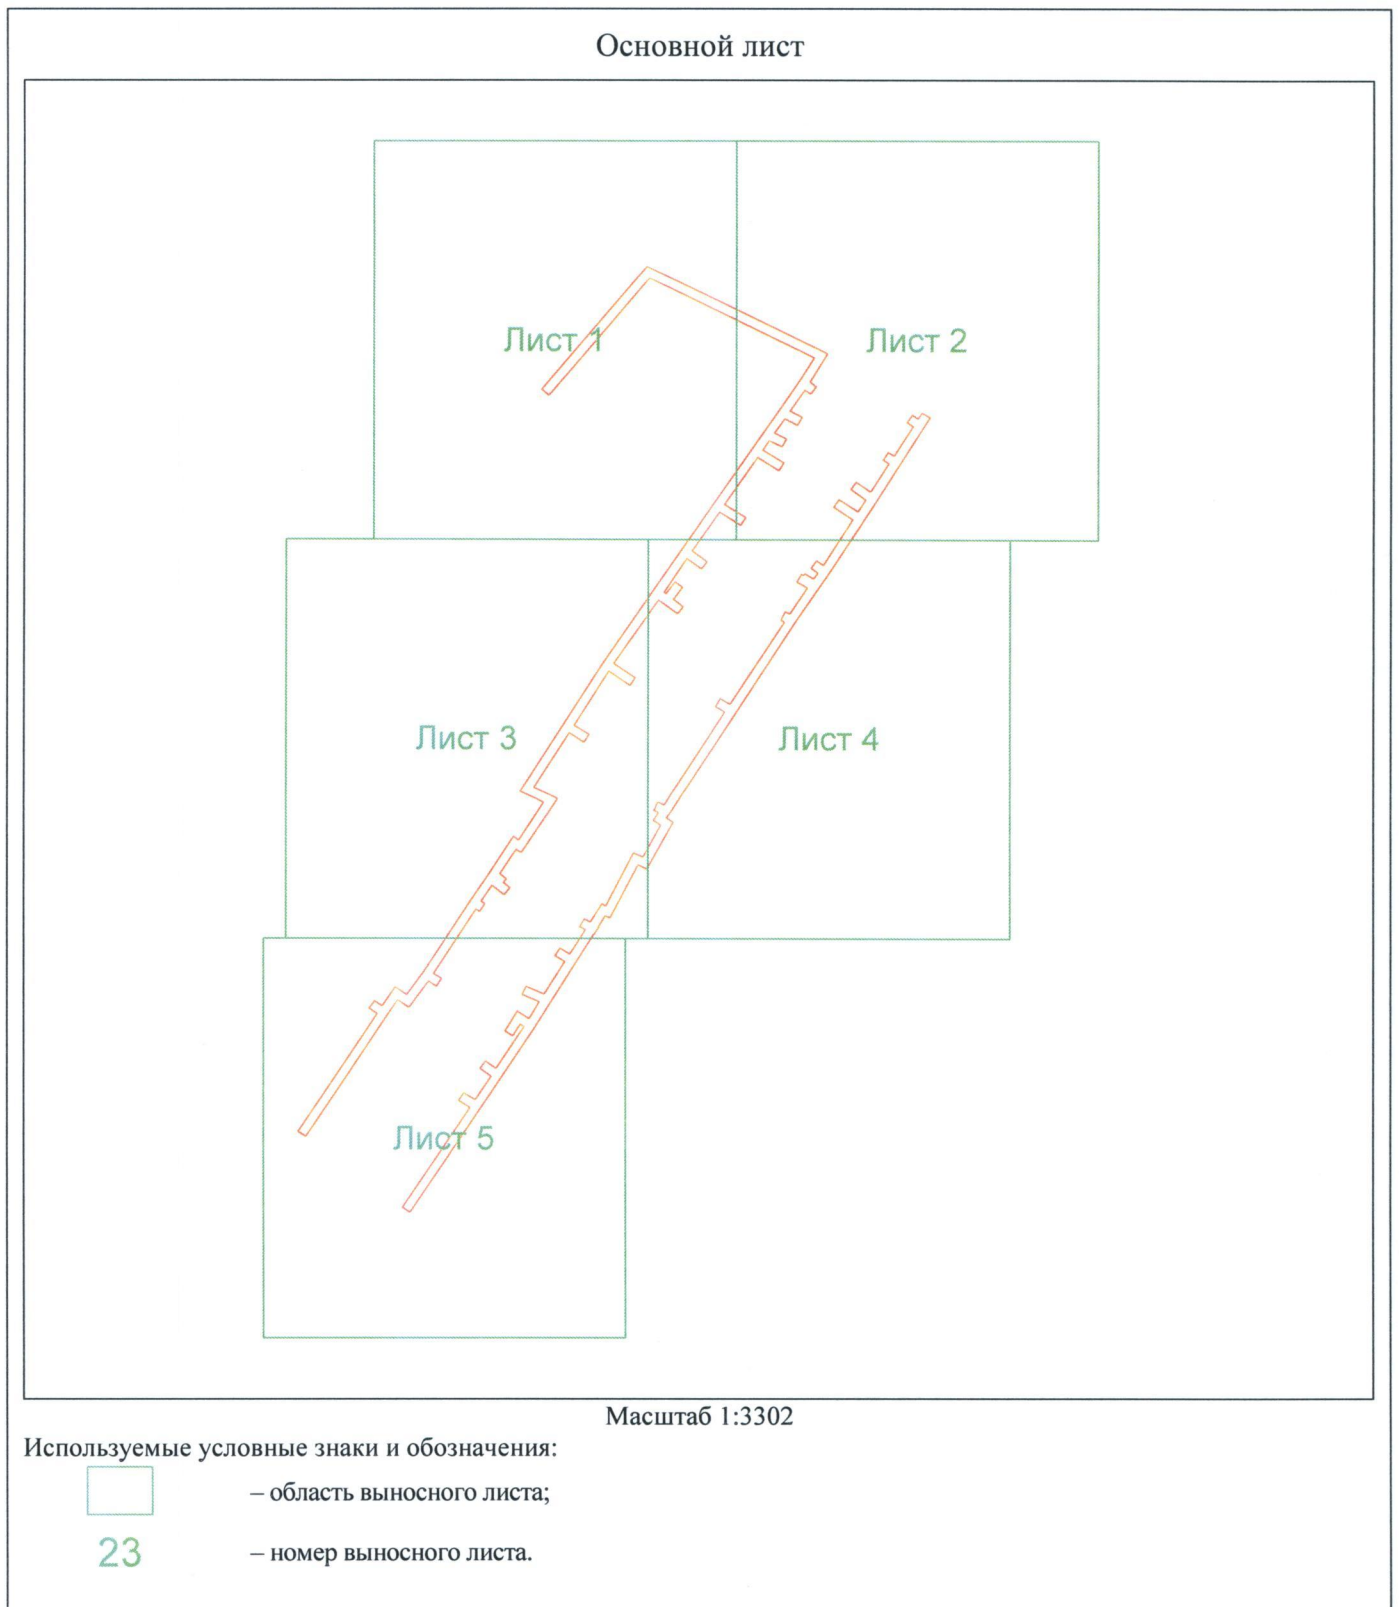 Основной лист
Лист 1
Лист 2
Лист 3
Лист 4
Лист 5
Масштаб 1:3302
Используемые условные знаки и обозначения:
– область выносного листа;
23 – номер выносного листа.